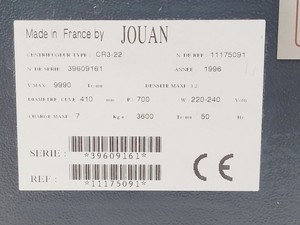 Made in France by JOUAN
CENTRIFUGEUR TYPE CR3-22 N. DE REF 11175091
N. DE SERIE 39609161 ANNEE 1996
V MAX 9990 Tr/mn DENSITE MAXI 1.2
DIAMETRE CUVE 410 mm P 700 W 220-240 Volts
CHARGE MAXI 7 Kg à 3600 Tr/mn 50 Hz
SERIE :
*39609161*
REF. :
*11175091*
CE